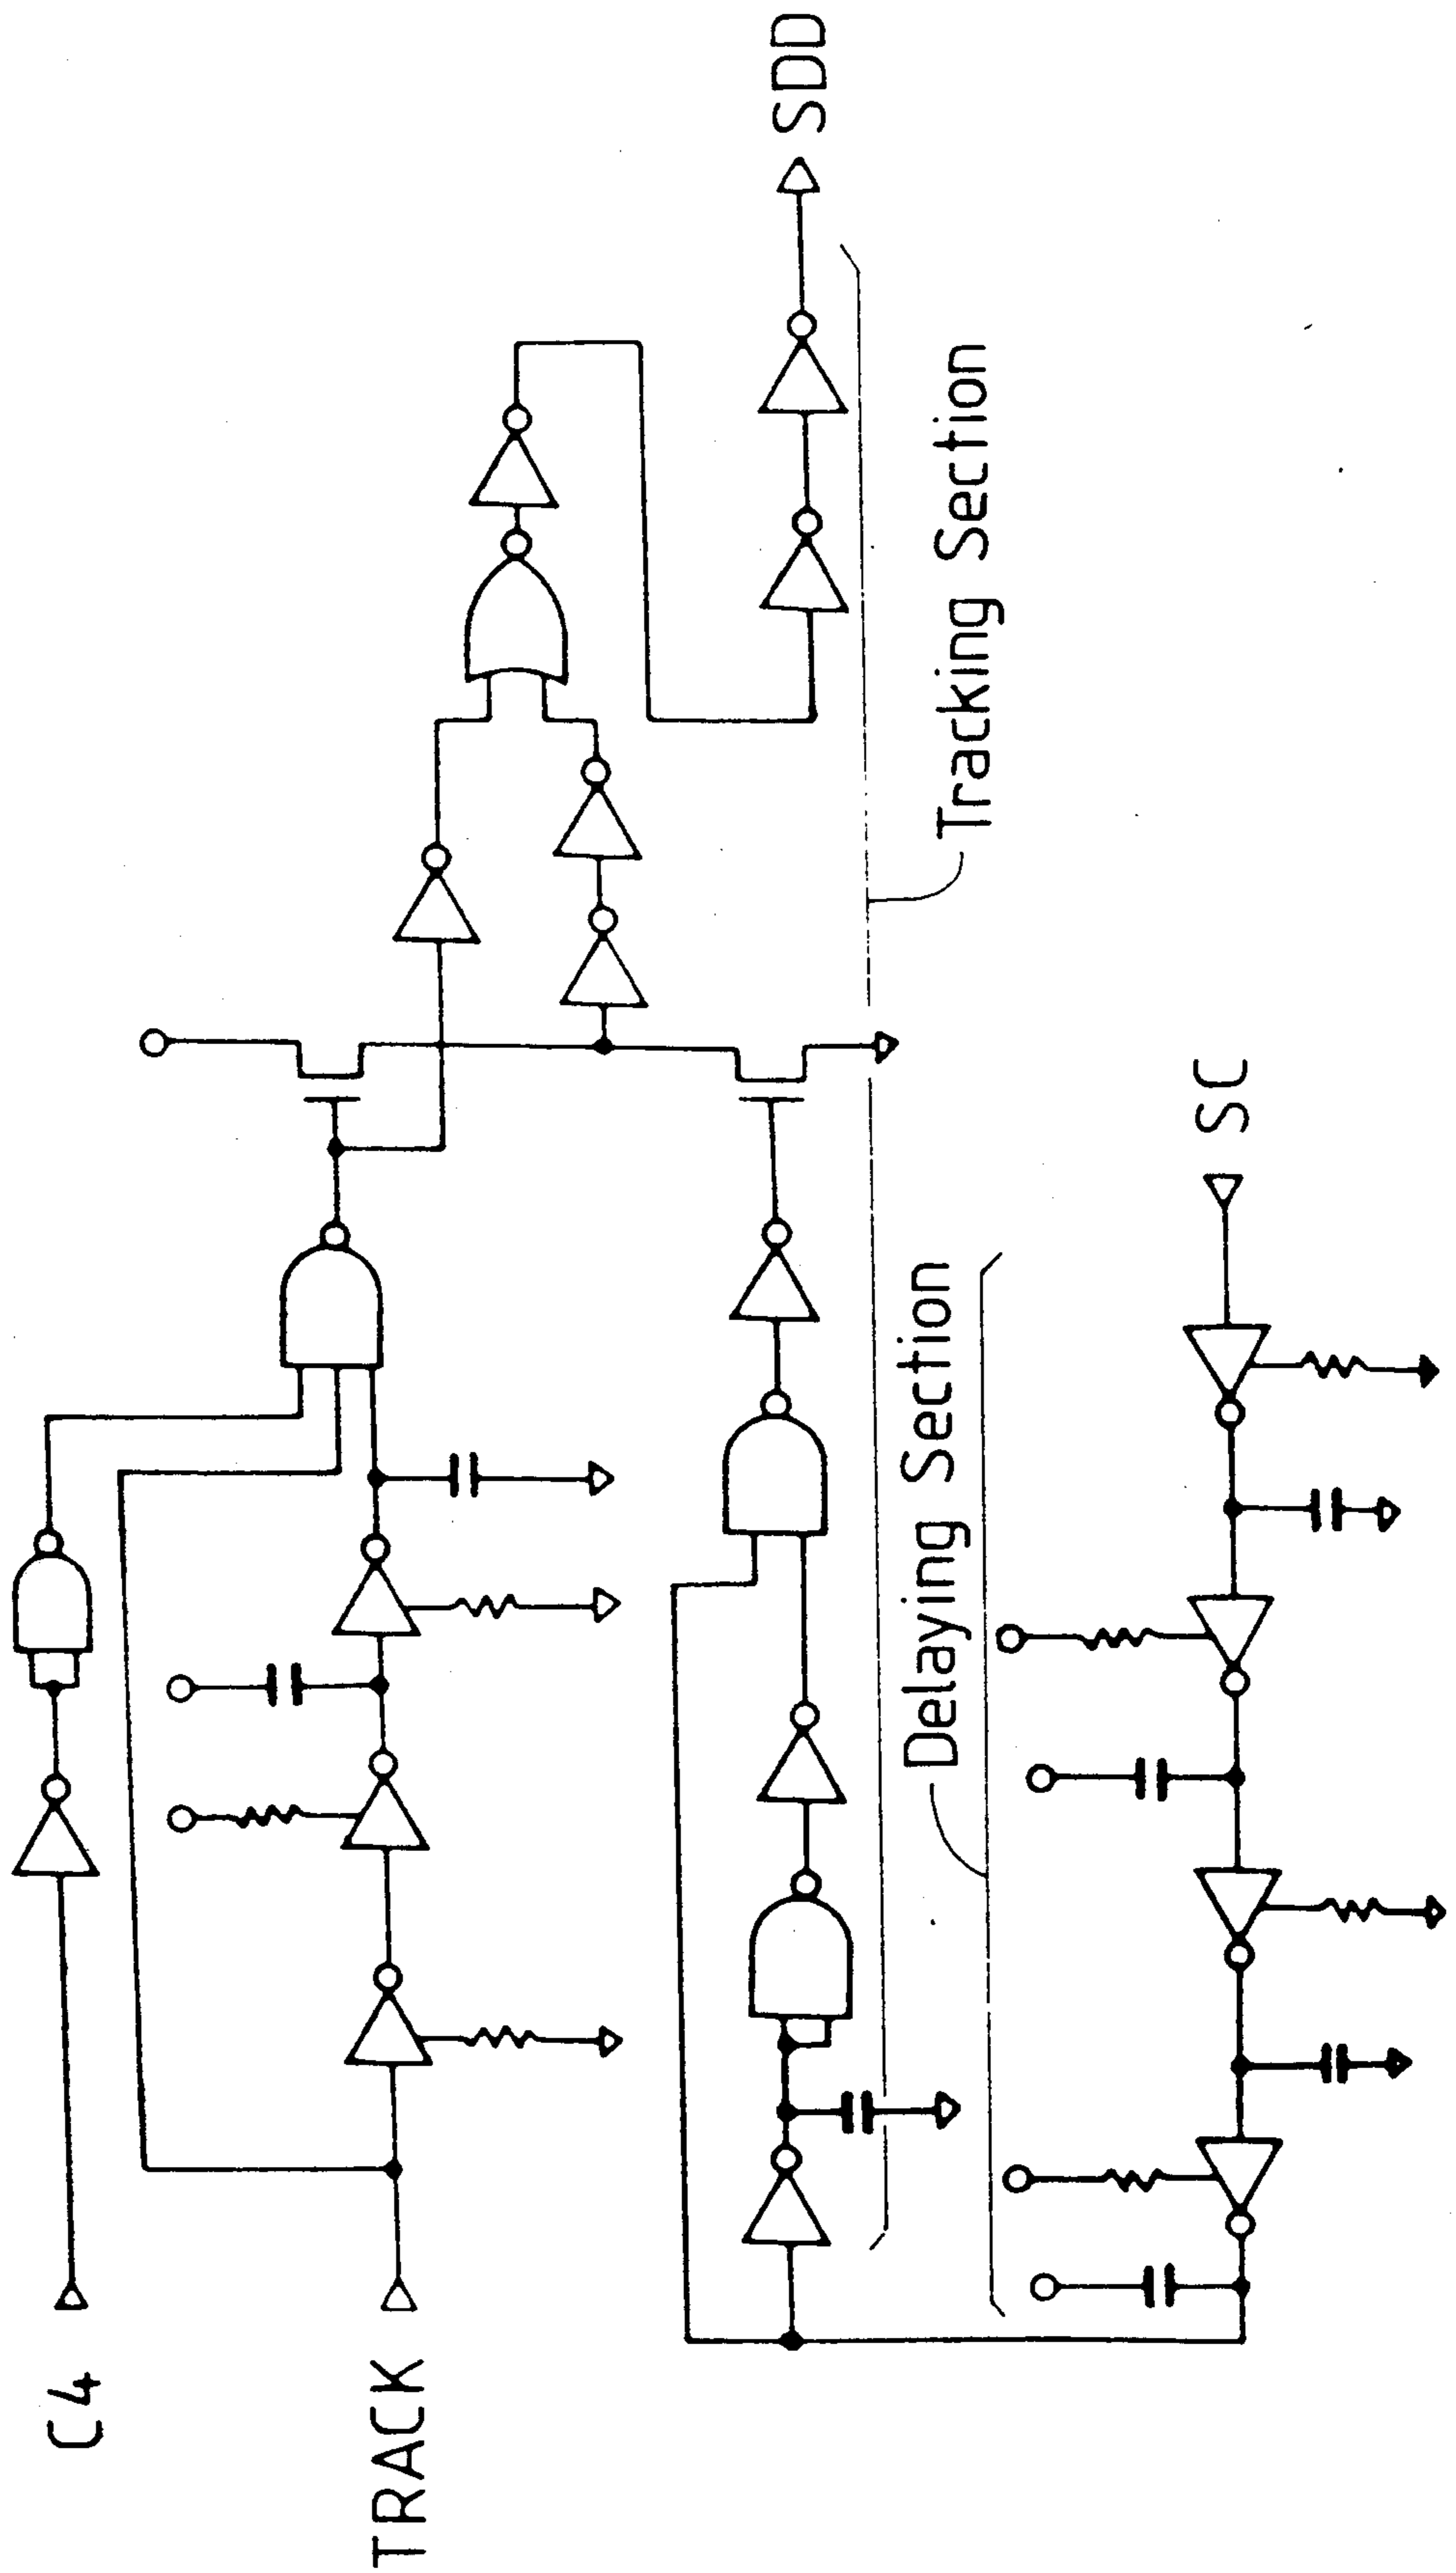 C4
TRACK
SDD
Tracking Section
Delaying Section
SC